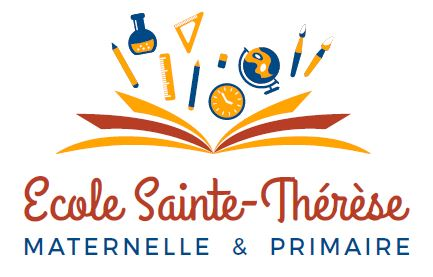 Ecole Sainte-Thérèse
MATERNELLE & PRIMAIRE